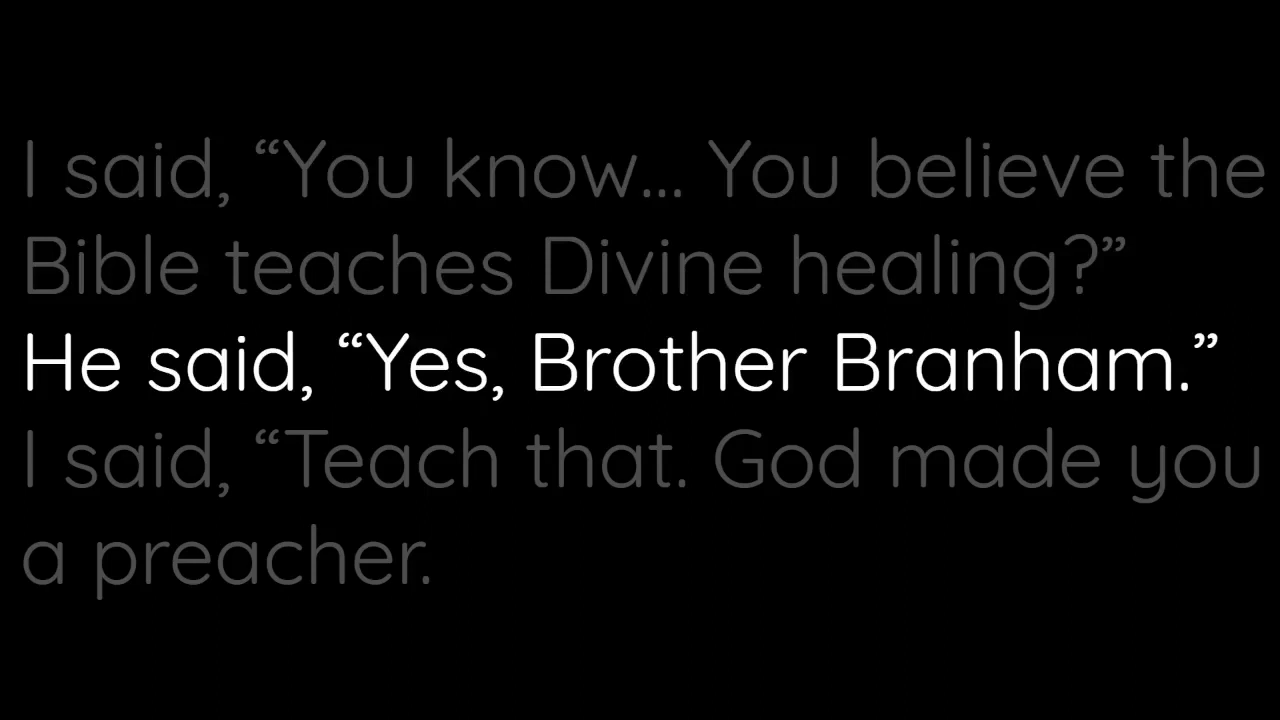 I said, “You know... You believe the
Bible teaches Divine healing?”
He said, “Yes, Brother Branham.”
I said, “Teach that. God made you
a preacher.